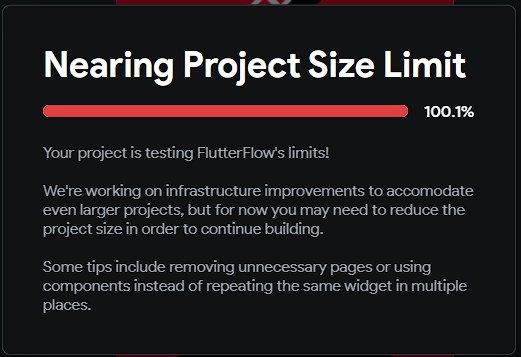 Nearing Project Size Limit
100.1%
Your project is testing FlutterFlow's limits!
We're working on infrastructure improvements to accomodate
even larger projects, but for now you may need to reduce the
project size in order to continue building.
Some tips include removing unnecessary pages or using
components instead of repeating the same widget in multiple
places.